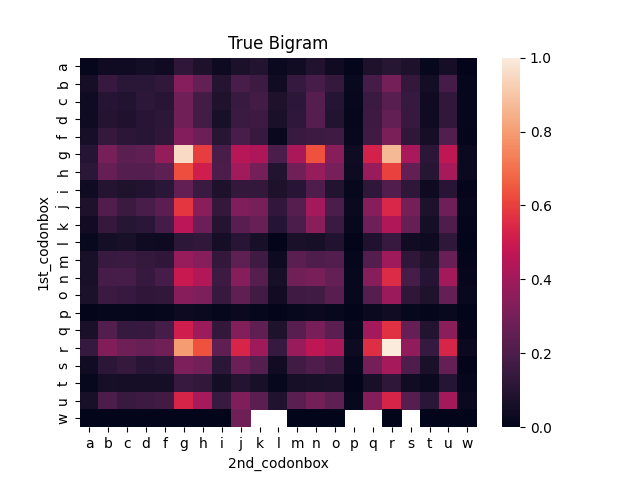 True Bigram
1st_codonbox
a
b
c
d
f
g
h
i
j
k
l
m
n
o
p
q
r
s
t
u
w
a b c d f g h i j k l m n o p q r s t u w
2nd_codonbox
1.0
0.8
0.6
0.4
0.2
0.0